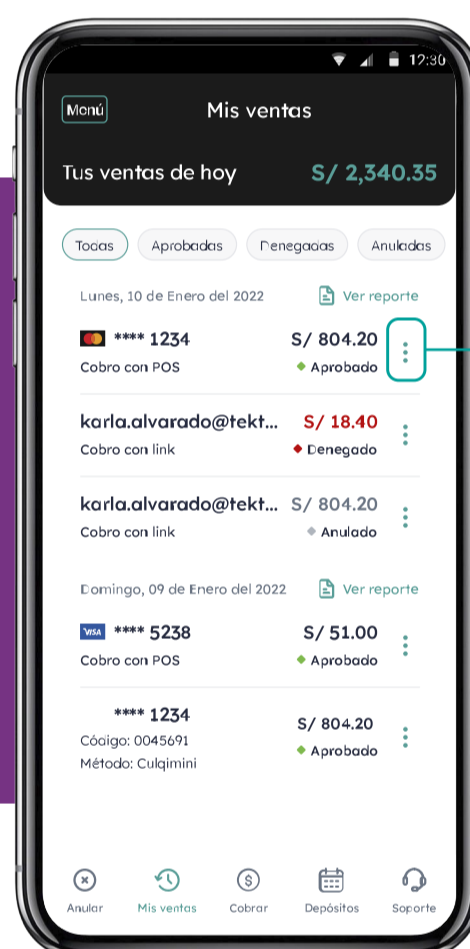 12:30
Menú
Mis ventas
Tus ventas de hoy S/ 2,340.35
Todas Aprobadas Denegadas Anuladas
Lunes, 10 de Enero del 2022 Ver reporte
**** 1234 S/ 804.20
Cobro con POS Aprobado
karla.alvarado@tekt... S/ 18.40
Cobro con link Denegado
karla.alvarado@tekt... S/ 804.20
Cobro con link Anulado
Domingo, 09 de Enero del 2022 Ver reporte
VISA **** 5238 S/ 51.00
Cobro con POS Aprobado
**** 1234 S/ 804.20
Código: 0045691 Aprobado
Método: Culqimini
Anular Mis ventas Cobrar Depósitos Soporte